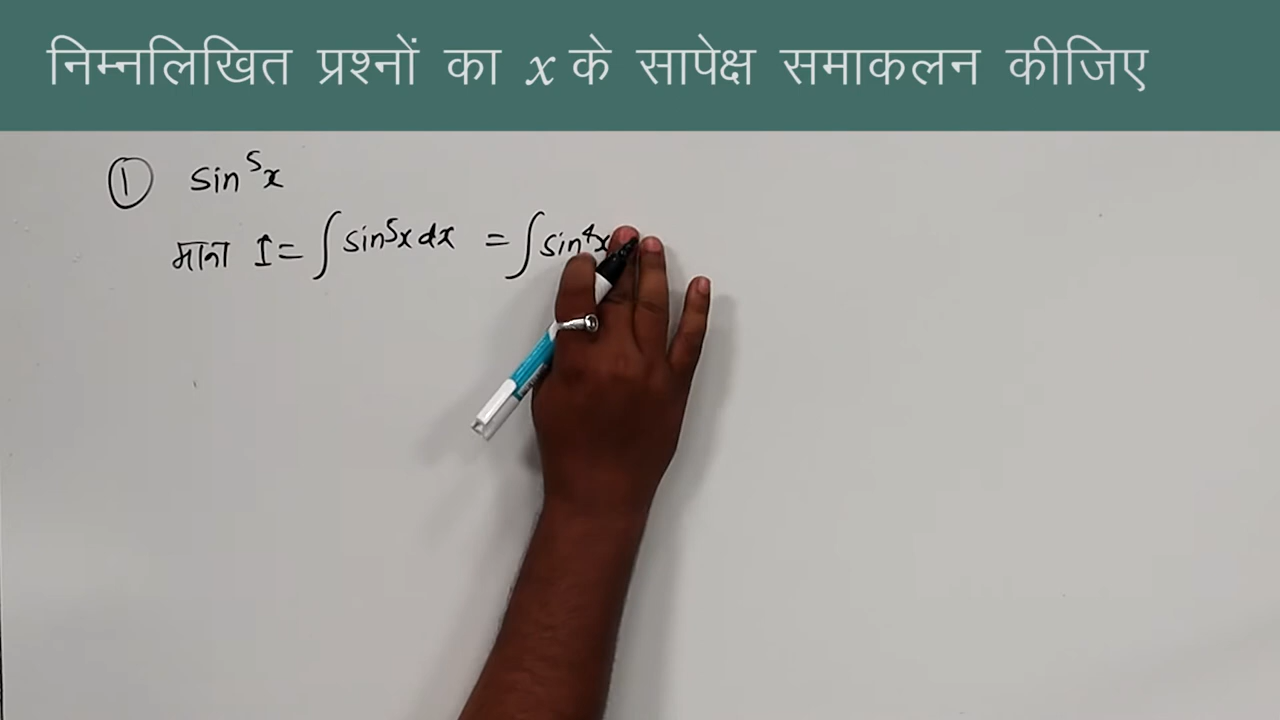 निम्नलिखित प्रश्नों का x के सापेक्ष समाकलन कीजिए
① sin⁵x
माना I = ∫ sin⁵x dx = ∫ sin⁴x